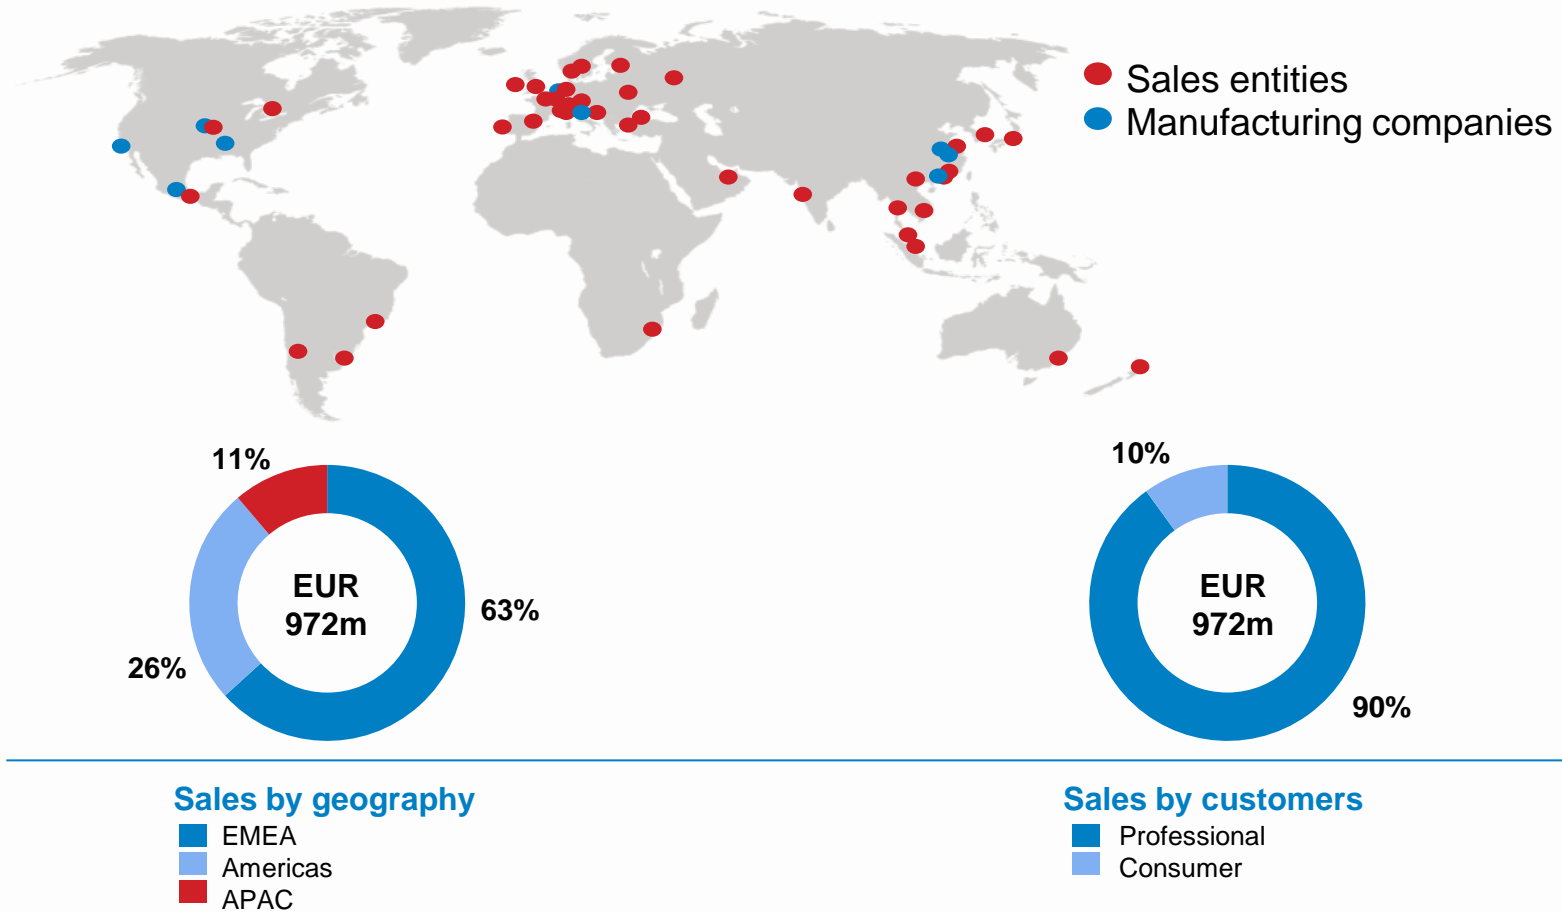 Sales entities
Manufacturing companies
11%
EUR
972m
63%
26%
10%
EUR
972m
90%
Sales by geography
EMEA
Americas
APAC
Sales by customers
Professional
Consumer